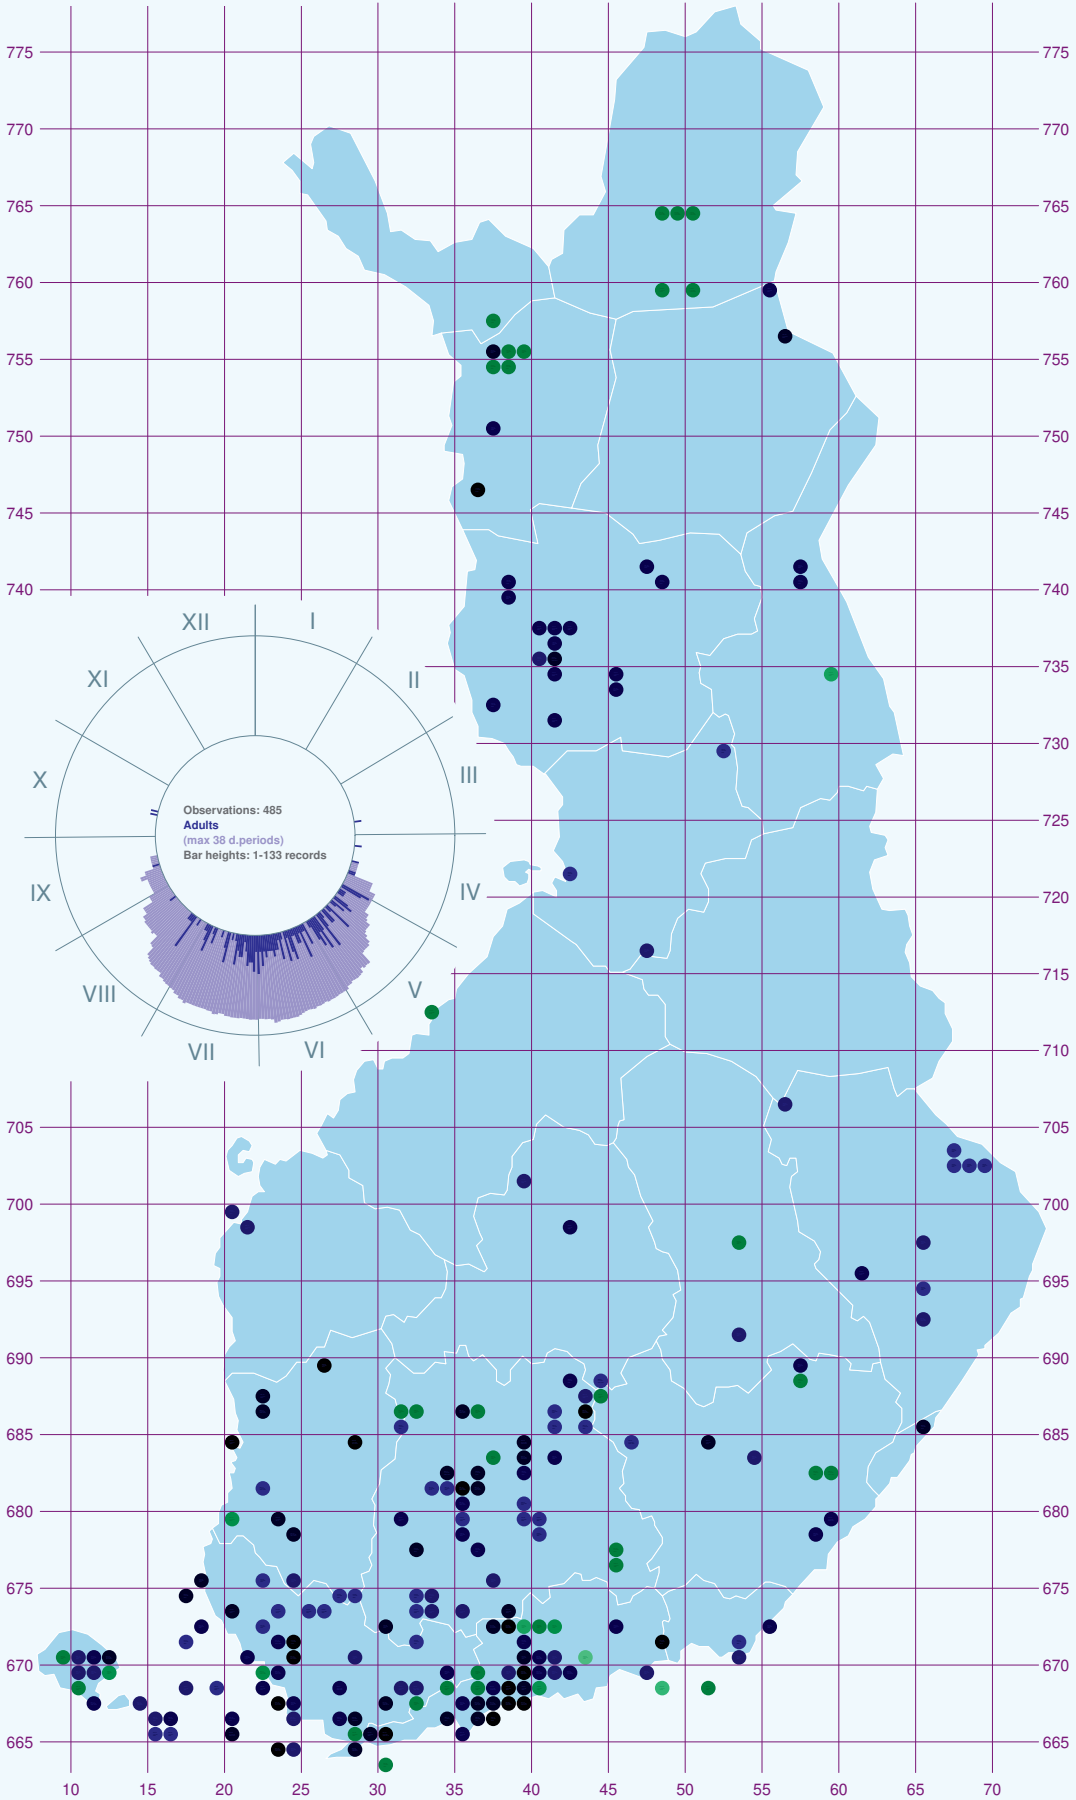 775 775
770 770
765 765
760 760
755 755
750 750
745 745
740 740
XII I
XI II
735
X III
730
Observations: 485
Adults
(max 38 d.periods)
Bar heights: 1-133 records
725
IX IV
720
VIII V
715
VII VI
710
705 705
700 700
695 695
690 690
685 685
680 680
675 675
670 670
665 665
10 15 20 25 30 35 40 45 50 55 60 65 70